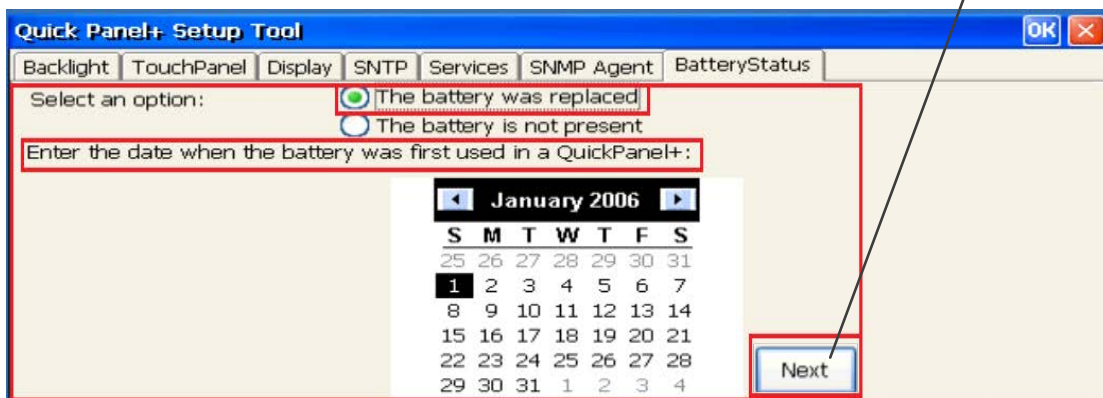 Quick Panel+ Setup Tool OK
Backlight TouchPanel Display SNTP Services SNMP Agent BatteryStatus
Select an option: The battery was replaced
The battery is not present
Enter the date when the battery was first used in a QuickPanel+:
January 2006
S M T W T F S
25 26 27 28 29 30 31
1 2 3 4 5 6 7
8 9 10 11 12 13 14
15 16 17 18 19 20 21
22 23 24 25 26 27 28
29 30 31 1 2 3 4
Next